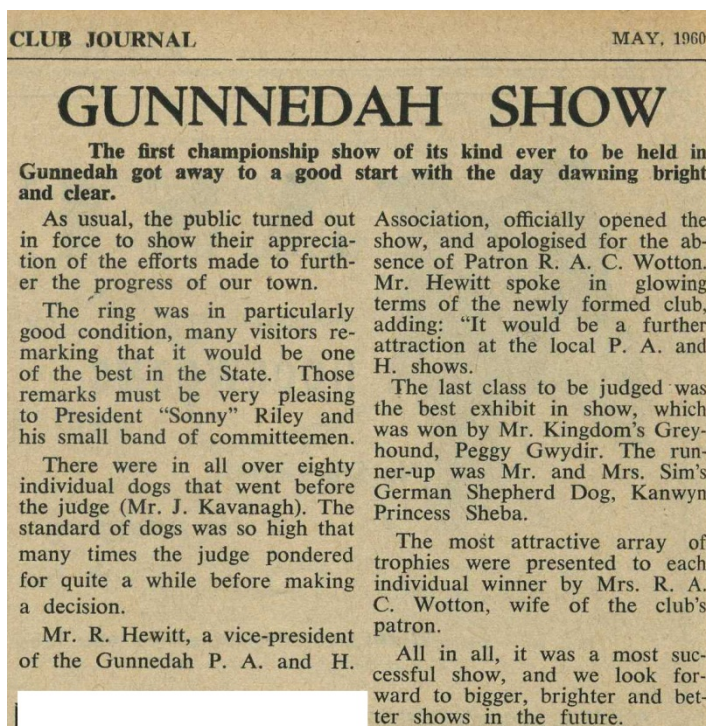 CLUB JOURNAL MAY, 1960
GUNNNEDAH SHOW
The first championship show of its kind ever to be held in
Gunnedah got away to a good start with the day dawning bright
and clear.
As usual, the public turned out
in force to show their apprecia-
tion of the efforts made to furth-
er the progress of our town.
The ring was in particularly
good condition, many visitors re-
marking that it would be one
of the best in the State. Those
remarks must be very pleasing
to President "Sonny" Riley and
his small band of committeemen.
There were in all over eighty
individual dogs that went before
the judge (Mr. J. Kavanagh). The
standard of dogs was so high that
many times the judge pondered
for quite a while before making
a decision.
Mr. R. Hewitt, a vice-president
of the Gunnedah P. A. and H.
Association, officially opened the
show, and apologised for the ab-
sence of Patron R. A. C. Wotton.
Mr. Hewitt spoke in glowing
terms of the newly formed club,
adding: "It would be a further
attraction at the local P. A. and
H. shows.
The last class to be judged was
the best exhibit in show, which
was won by Mr. Kingdom's Grey-
hound, Peggy Gwydir. The run-
ner-up was Mr. and Mrs. Sim's
German Shepherd Dog, Kanwyn
Princess Sheba.
The most attractive array of
trophies were presented to each
individual winner by Mrs. R. A.
C. Wotton, wife of the club's
patron.
All in all, it was a most suc-
cessful show, and we look for-
ward to bigger, brighter and bet-
ter shows in the future.